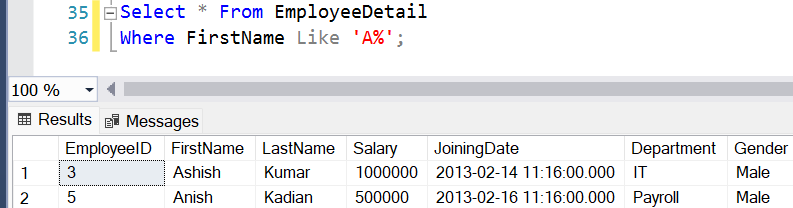 35 Select * From EmployeeDetail
36 Where FirstName Like 'A%';
100 %
Results Messages
EmployeeID FirstName LastName Salary JoiningDate Department Gender
1 3 Ashish Kumar 1000000 2013-02-14 11:16:00.000 IT Male
2 5 Anish Kadian 500000 2013-02-16 11:16:00.000 Payroll Male